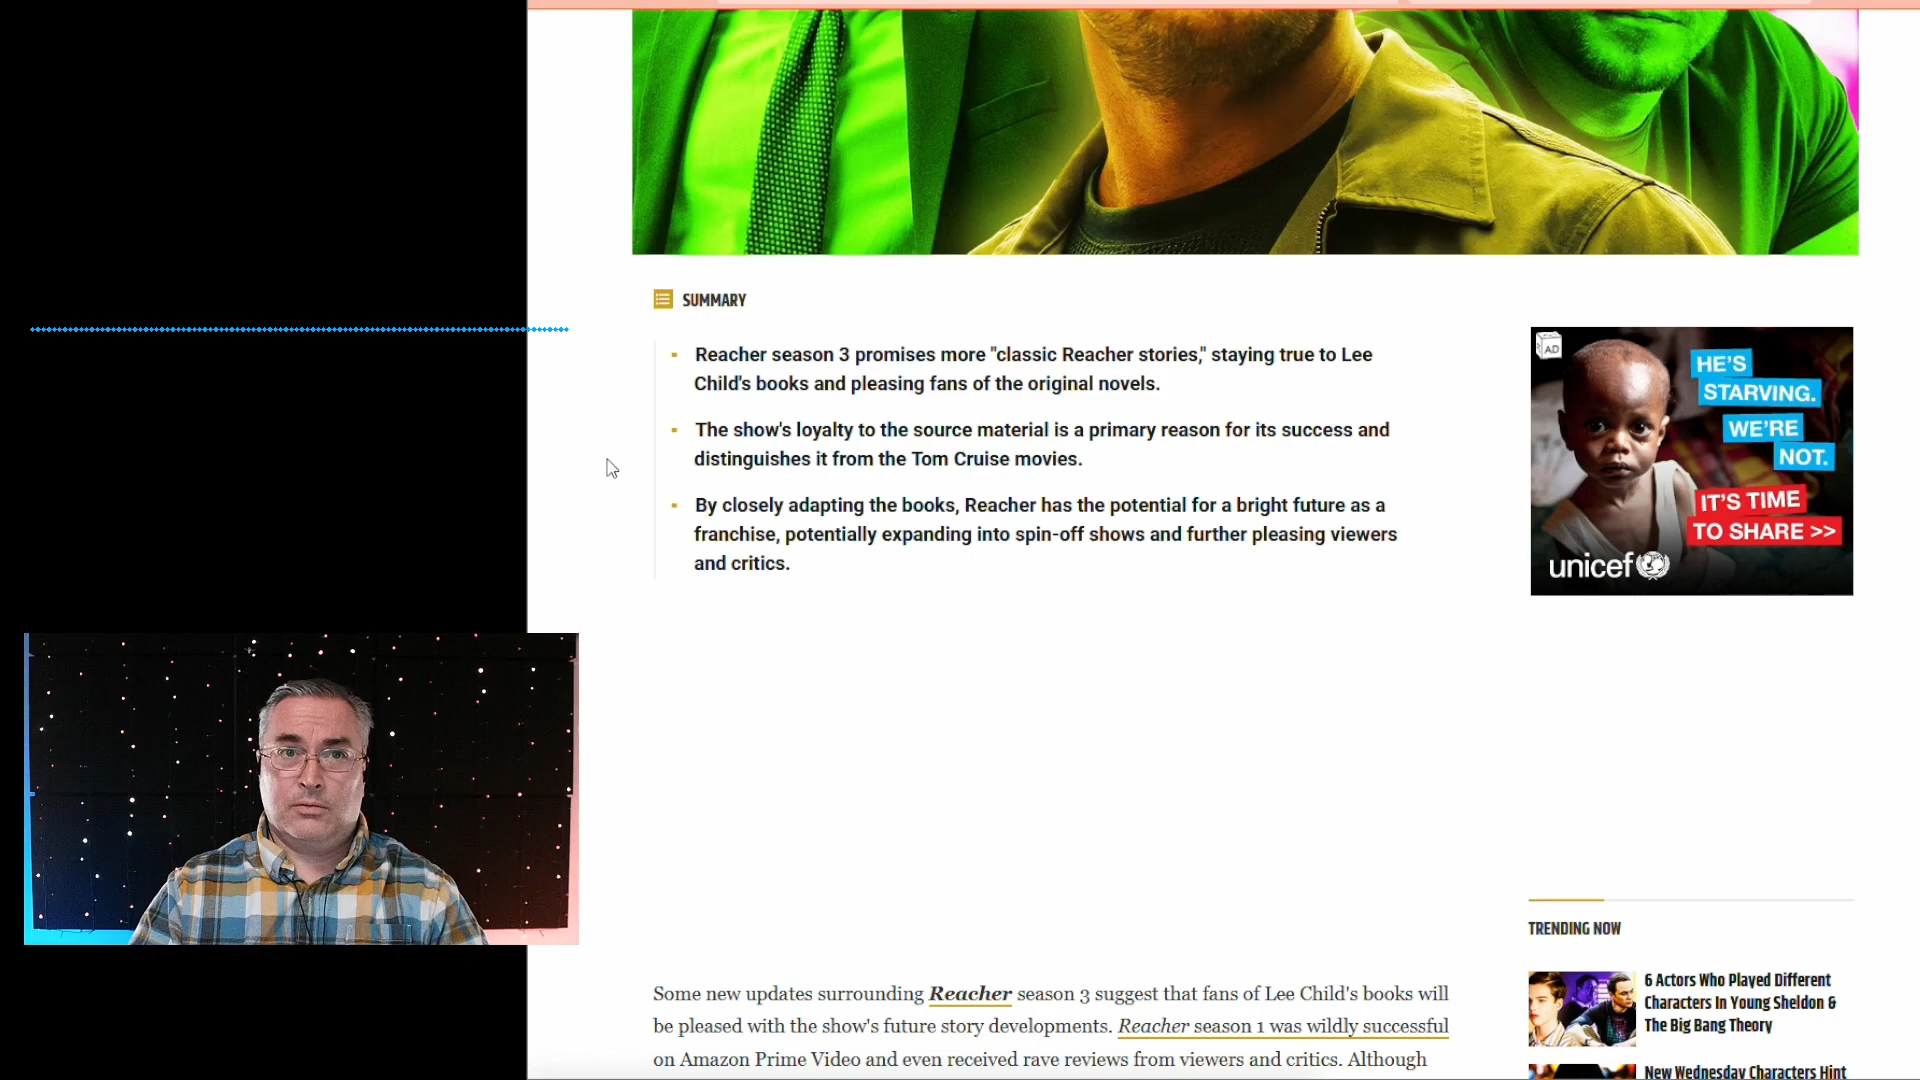 SUMMARY
Reacher season 3 promises more "classic Reacher stories," staying true to Lee
Child's books and pleasing fans of the original novels.
The show's loyalty to the source material is a primary reason for its success and
distinguishes it from the Tom Cruise movies.
By closely adapting the books, Reacher has the potential for a bright future as a
franchise, potentially expanding into spin-off shows and further pleasing viewers
and critics.
AD
HE'S
STARVING.
WE'RE
NOT.
IT'S TIME
TO SHARE >>
unicef
Some new updates surrounding Reacher season 3 suggest that fans of Lee Child's books will
be pleased with the show's future story developments. Reacher season 1 was wildly successful
on Amazon Prime Video and even received rave reviews from viewers and critics. Although
TRENDING NOW
6 Actors Who Played Different
Characters In Young Sheldon &
The Big Bang Theory
New Wednesday Characters Hint